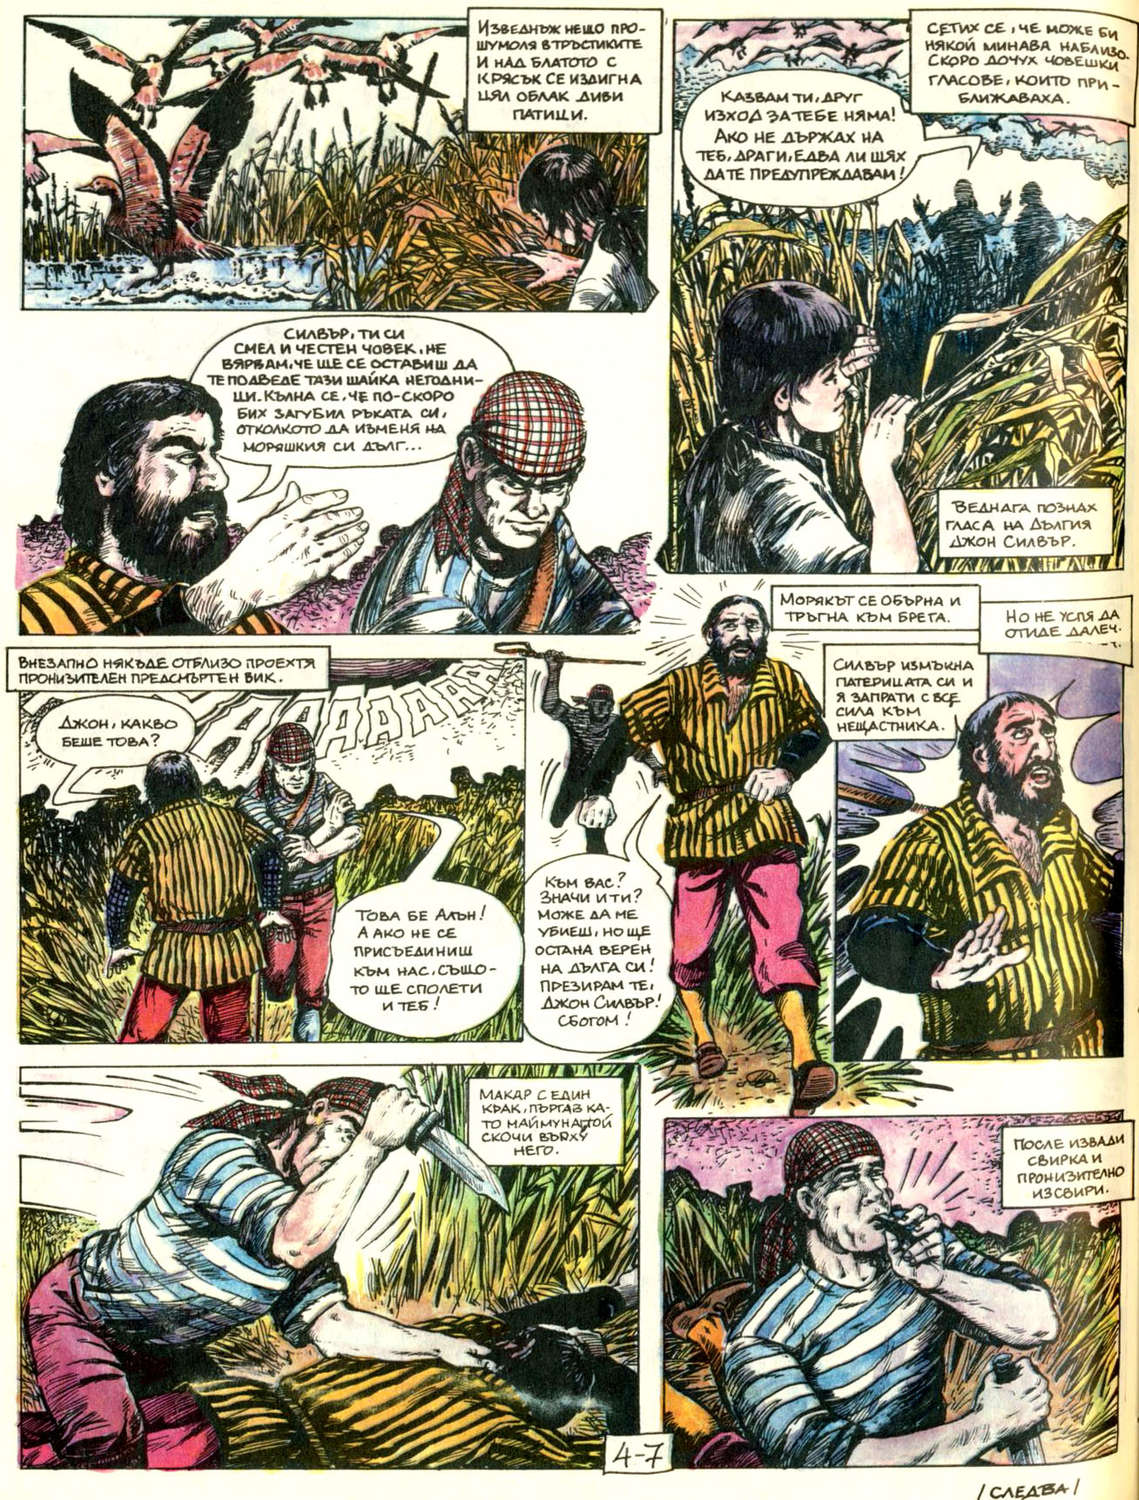 ИЗВЕДНЪЖ НЕЩО ПРО-
ШУМОЛЯ В ТРЪСТИКИТЕ
И НАД БЛАТОТО С
КРЯСЪК СЕ ИЗДИГНА
ЦЯЛ ОБЛАК ДИВИ
ПАТИЦИ.
СЕТИХ СЕ, ЧЕ МОЖЕ БИ
НЯКОЙ МИНАВА НАБЛИЗО.
СКОРО ДОЧУХ ЧОВЕШКИ
ГЛАСОВЕ, КОИТО ПРИ-
БЛИЖАВАХА.
КАЗВАМ ТИ, ДРУГ
ИЗХОД ЗА ТЕБЕ НЯМА!
АКО НЕ ДЪРЖАХ НА
ТЕБ, ДРАГИ, ЕДВА ЛИ ЩЯХ
ДА ТЕ ПРЕДУПРЕЖДАВАМ!
ВЕДНАГА ПОЗНАХ
ГЛАСА НА ДЪЛГИЯ
ДЖОН СИЛВЪР.
СИЛВЪР, ТИ СИ
СМЕЛ И ЧЕСТЕН ЧОВЕК, НЕ
ВЯРВАМ, ЧЕ ЩЕ СЕ ОСТАВИШ ДА
ТЕ ПОДВЕДЕ ТАЗИ ШАЙКА НЕГОДНИ-
ЦИ. КЪЛНА СЕ, ЧЕ ПО-СКОРО
БИХ ЗАГУБИЛ РЪКАТА СИ,
ОТКОЛКОТО ДА ИЗМЕНЯ НА
МОРЯШКИЯ СИ ДЪЛГ...
ВНЕЗАПНО НЯКЪДЕ ОТБЛИЗО ПРОЕХТЯ
ПРОНИЗИТЕЛЕН ПРЕДСМЪРТЕН ВИК.
АААААААА
ДЖОН, КАКВО
БЕШЕ ТОВА?
ТОВА БЕ АЛЪН!
А АКО НЕ СЕ
ПРИСЪЕДИНИШ
КЪМ НАС, СЪЩО-
ТО ЩЕ СПОЛЕТИ
И ТЕБ!
МОРЯКЪТ СЕ ОБЪРНА И
ТРЪГНА КЪМ БРЕГА.
КЪМ ВАС?
ЗНАЧИ И ТИ?
МОЖЕ ДА МЕ
УБИЕШ, НО ЩЕ
ОСТАНА ВЕРЕН
НА ДЪЛГА СИ!
ПРЕЗИРАМ ТЕ,
ДЖОН СИЛВЪР!
СБОГОМ!
НО НЕ УСПЯ ДА
ОТИДЕ ДАЛЕЧ.
СИЛВЪР ИЗМЪКНА
ПАТЕРИЦАТА СИ И
Я ЗАПРАТИ С ВСЕ
СИЛА КЪМ
НЕЩАСТНИКА.
МАКАР С ЕДИН
КРАК, ПЪРГАВ КА-
ТО МАЙМУНА, ТОЙ
СКОЧИ ВЪРХУ
НЕГО.
ПОСЛЕ ИЗВАДИ
СВИРКА И
ПРОНИЗИТЕЛНО
ИЗСВИРИ.
4-7
/СЛЕДВА/